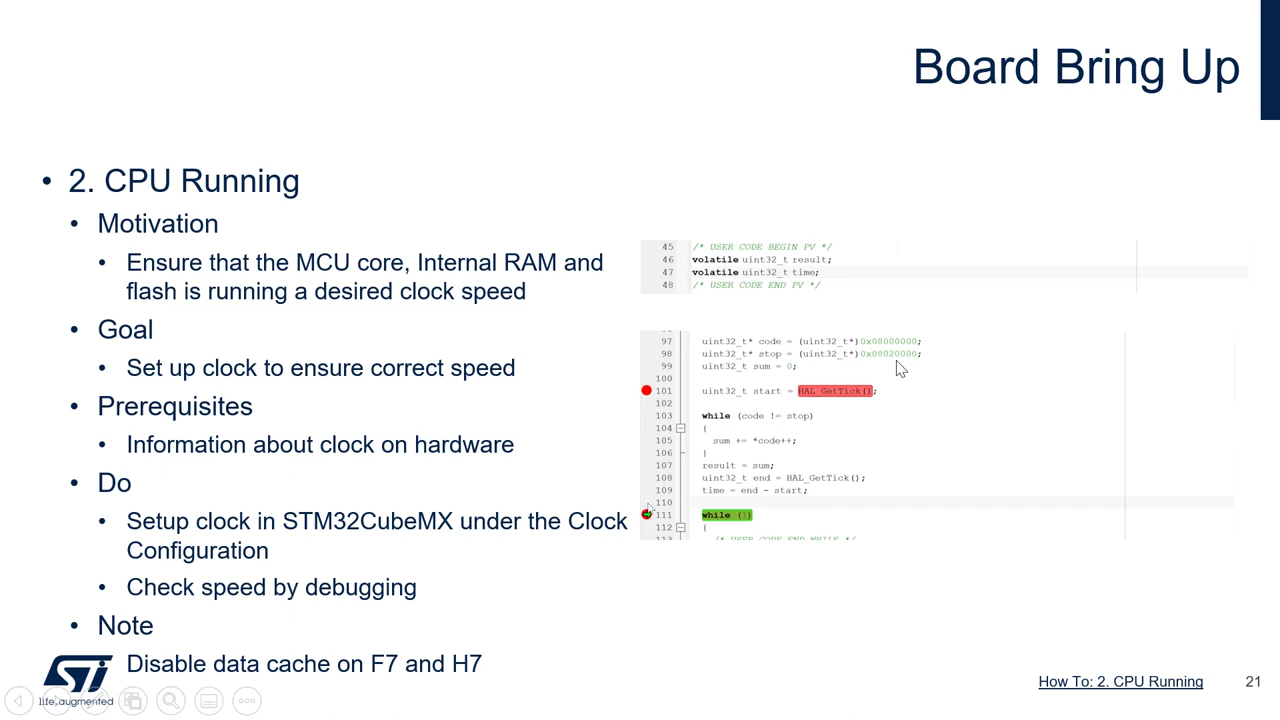 Board Bring Up
• 2. CPU Running
• Motivation
• Ensure that the MCU core, Internal RAM and
flash is running a desired clock speed
• Goal
• Set up clock to ensure correct speed
• Prerequisites
• Information about clock on hardware
• Do
• Setup clock in STM32CubeMX under the Clock
Configuration
• Check speed by debugging
• Note
Disable data cache on F7 and H7
45 /* USER CODE BEGIN PV */
46 volatile uint32_t result;
47 volatile uint32_t time;
48 /* USER CODE END PV */
97 uint32_t* code = (uint32_t*)0x08000000;
98 uint32_t* stop = (uint32_t*)0x08020000;
99 uint32_t sum = 0;
100
101 uint32_t start = HAL_GetTick();
102
103 while (code != stop)
104 {
105 sum += *code++;
106 }
107 result = sum;
108 uint32_t end = HAL_GetTick();
109 time = end - start;
110
111 while (1)
112 {
113 /* USER CODE END WHILE */
ST
life.augmented
How To: 2. CPU Running
21